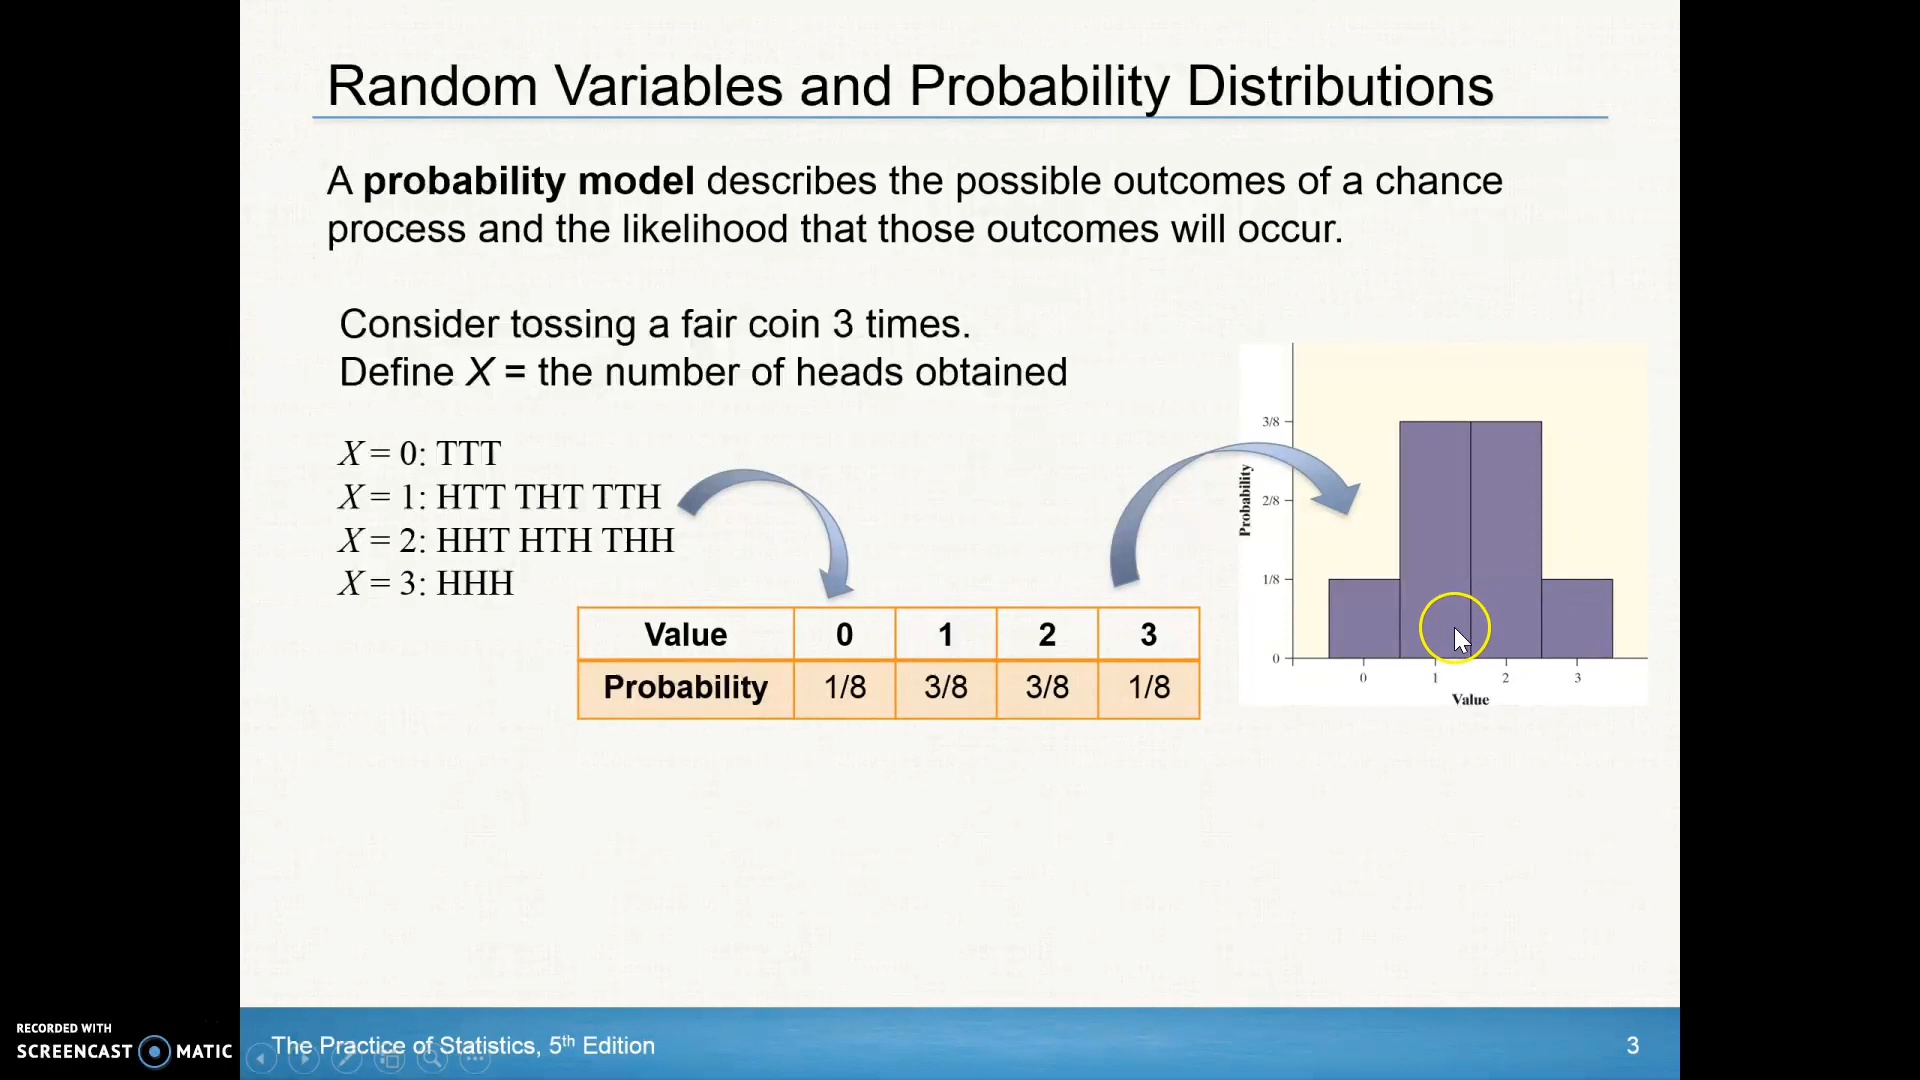 Random Variables and Probability Distributions
A probability model describes the possible outcomes of a chance
process and the likelihood that those outcomes will occur.
Consider tossing a fair coin 3 times.
Define X = the number of heads obtained
X = 0: TTT
X = 1: HTT THT TTH
X = 2: HHT HTH THH
X = 3: HHH
Value 0 1 2 3
Probability 1/8 3/8 3/8 1/8
Probability
3/8
2/8
1/8
0
0 1 2 3
Value
RECORDED WITH
SCREENCAST MATIC
The Practice of Statistics, 5th Edition
3